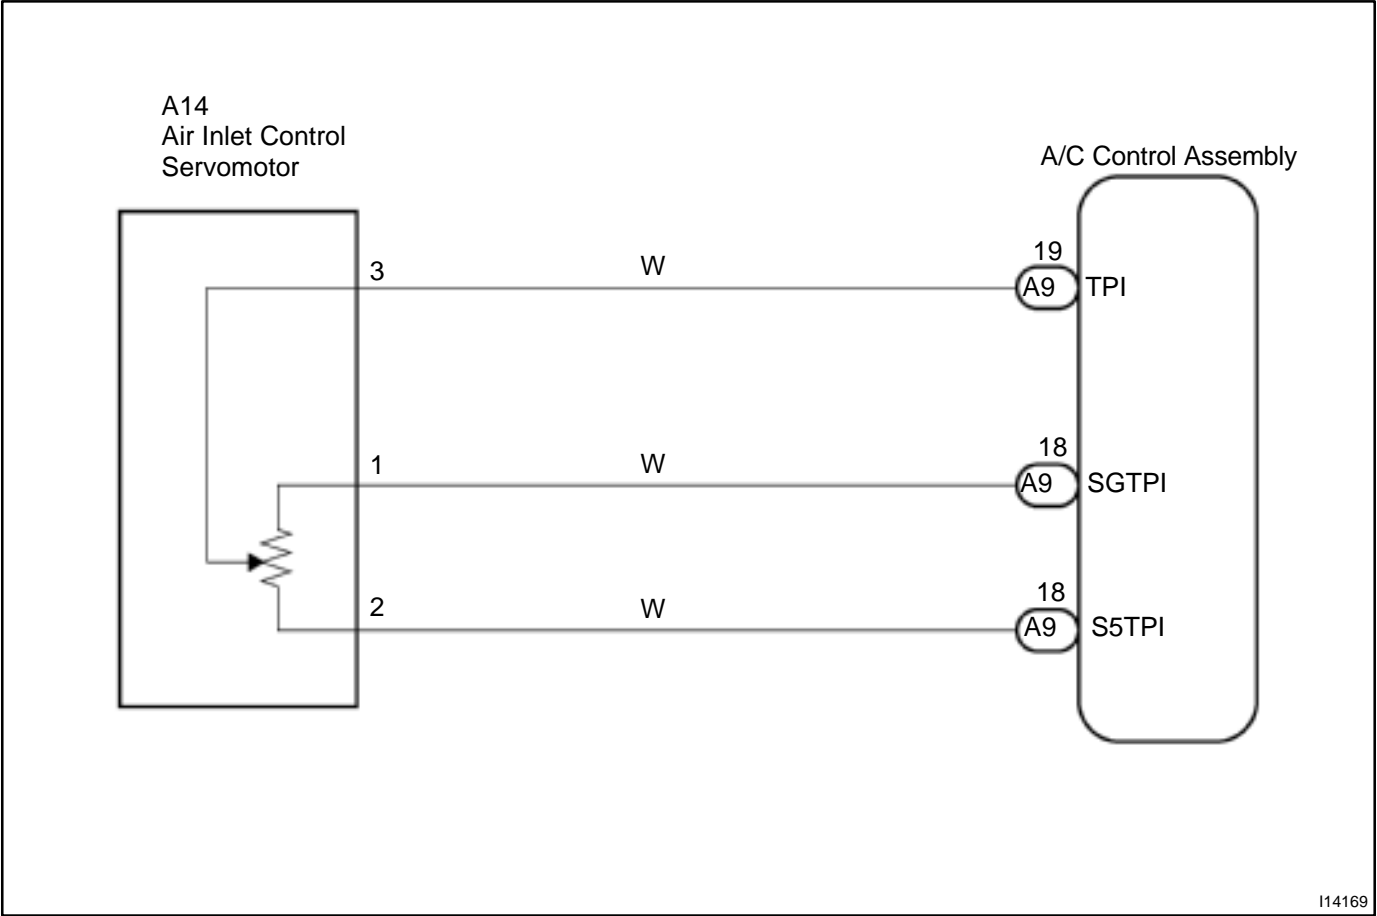 A14
Air Inlet Control
Servomotor
A/C Control Assembly
3
W
19
A9
TPI
1
W
18
A9
SGTPI
2
W
18
A9
S5TPI
I14169